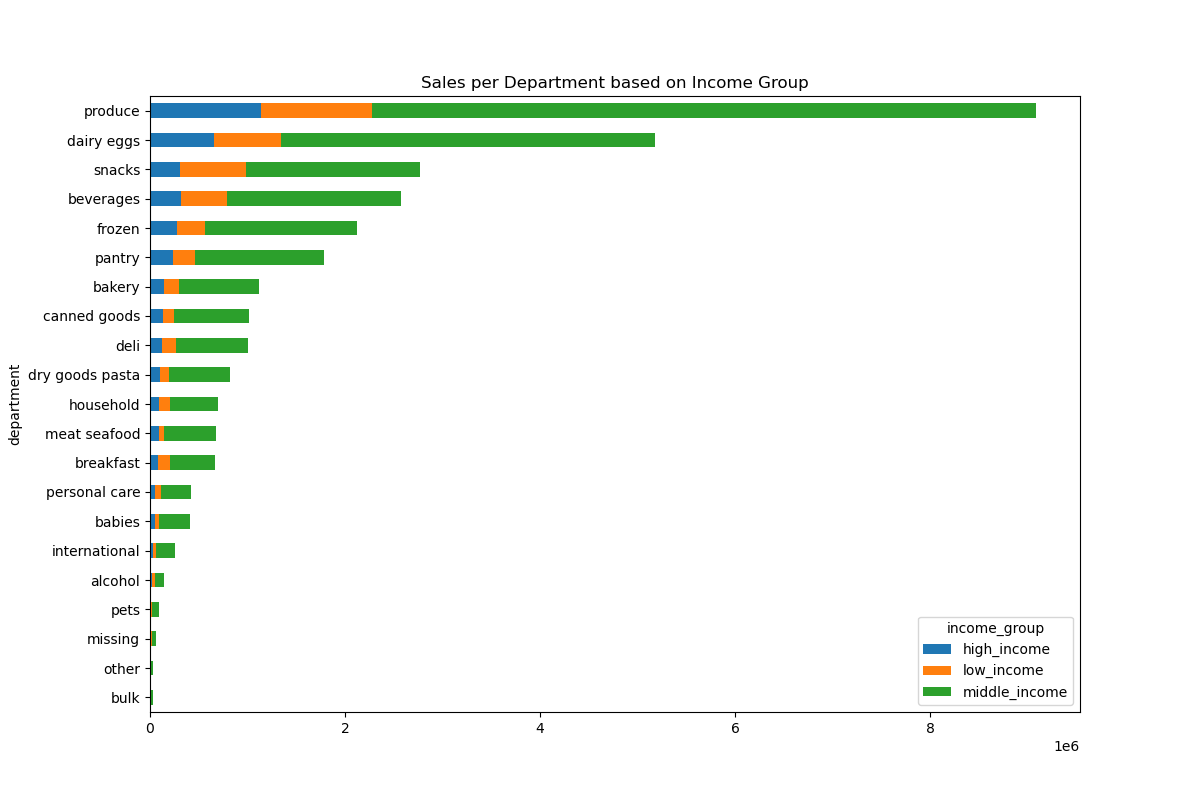 Sales per Department based on Income Group
produce
dairy eggs
snacks
beverages
frozen
pantry
bakery
canned goods
deli
dry goods pasta
household
meat seafood
breakfast
personal care
babies
international
alcohol
pets
missing
other
bulk
department
0 2 4 6 8
1e6
income_group
high_income
low_income
middle_income